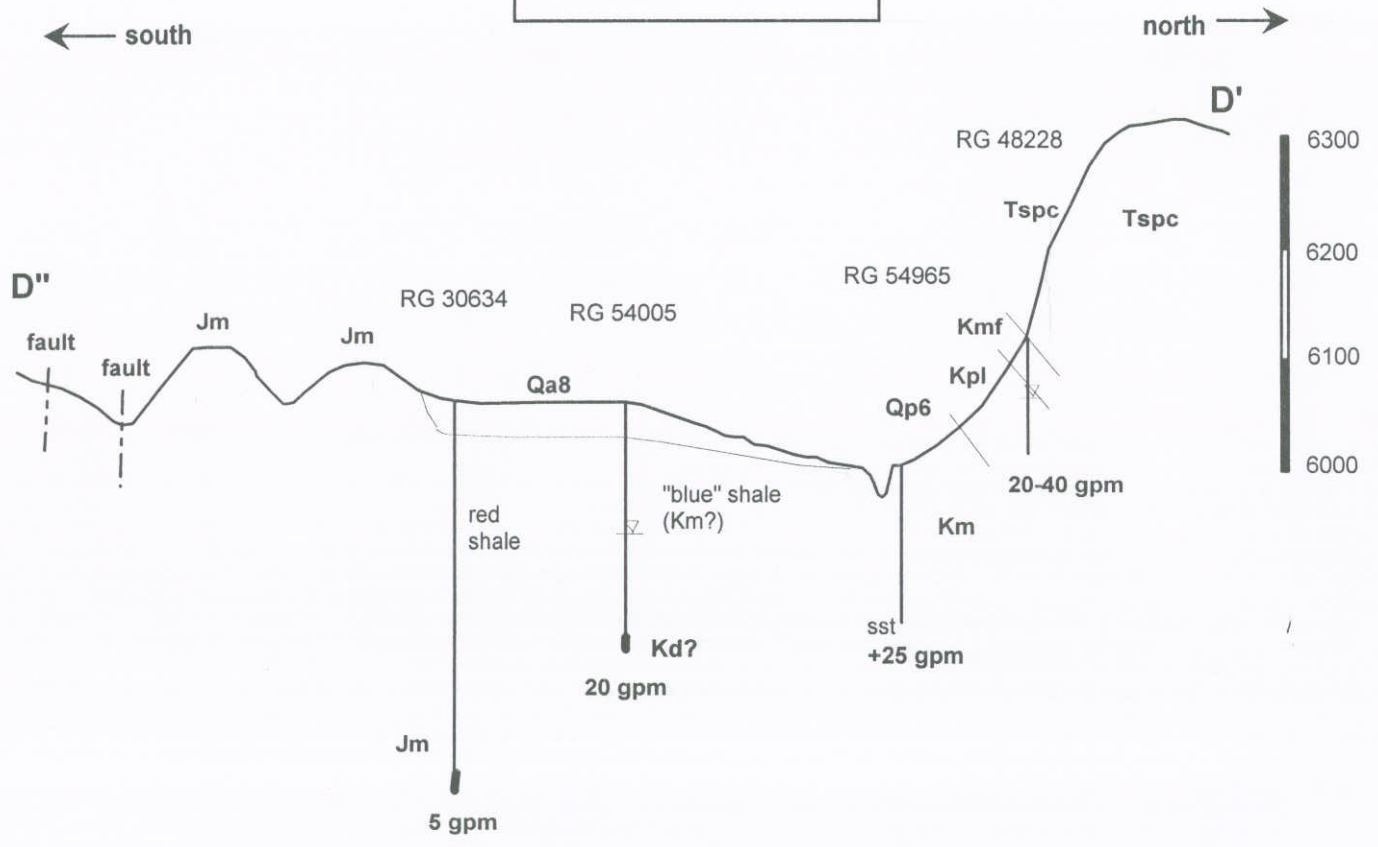 south
north
D'
RG 48228
6300
Tspc
Tspc
6200
RG 54965
D"
RG 30634
RG 54005
Jm
Jm
Kmf
fault
fault
6100
Kpl
Qa8
Qp6
6000
20-40 gpm
"blue" shale
(Km?)
red
shale
Km
sst
+25 gpm
Kd?
20 gpm
Jm
5 gpm